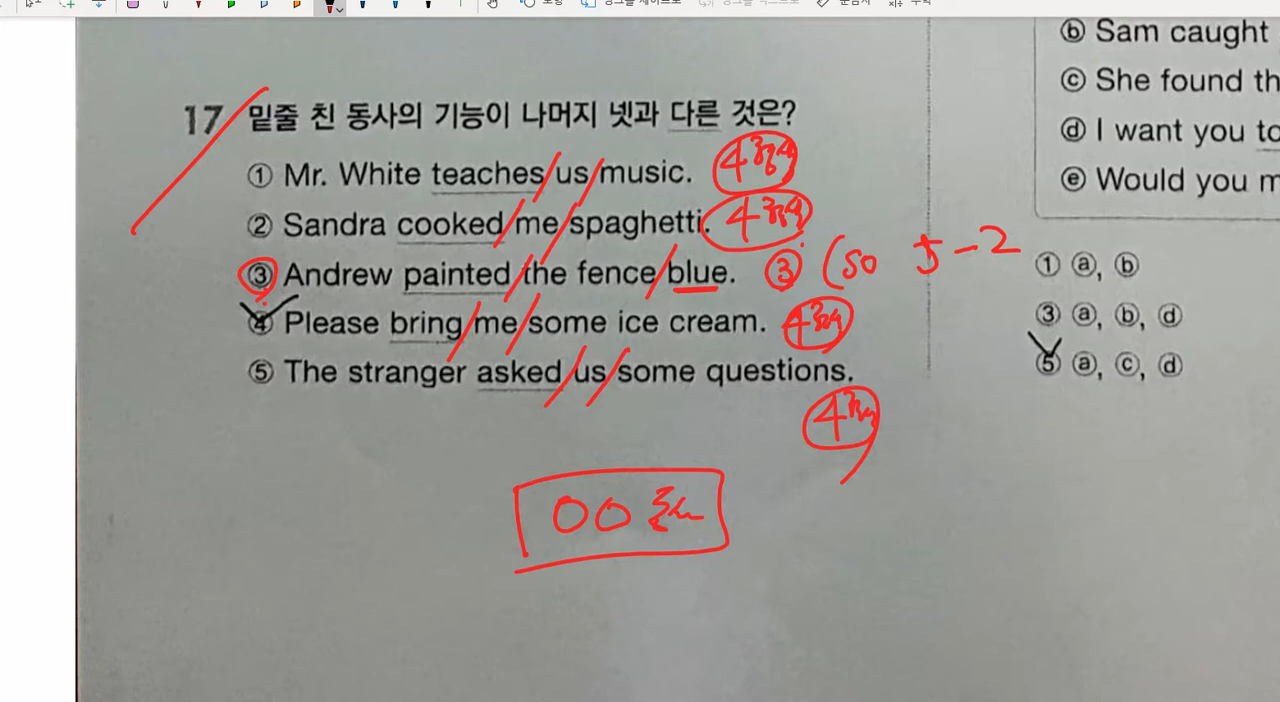 17 밑줄 친 동사의 기능이 나머지 넷과 다른 것은?
① Mr. White teaches us music. 4형식
② Sandra cooked me spaghetti. 4형식
③ Andrew painted the fence blue. ③ (so 5-2
④ Please bring me some ice cream. 4형식
⑤ The stranger asked us some questions.
4형식
ⓑ Sam caught
ⓒ She found th
ⓓ I want you to
ⓔ Would you m
① ⓐ, ⓑ
③ ⓐ, ⓑ, ⓓ
⑤ ⓐ, ⓒ, ⓓ